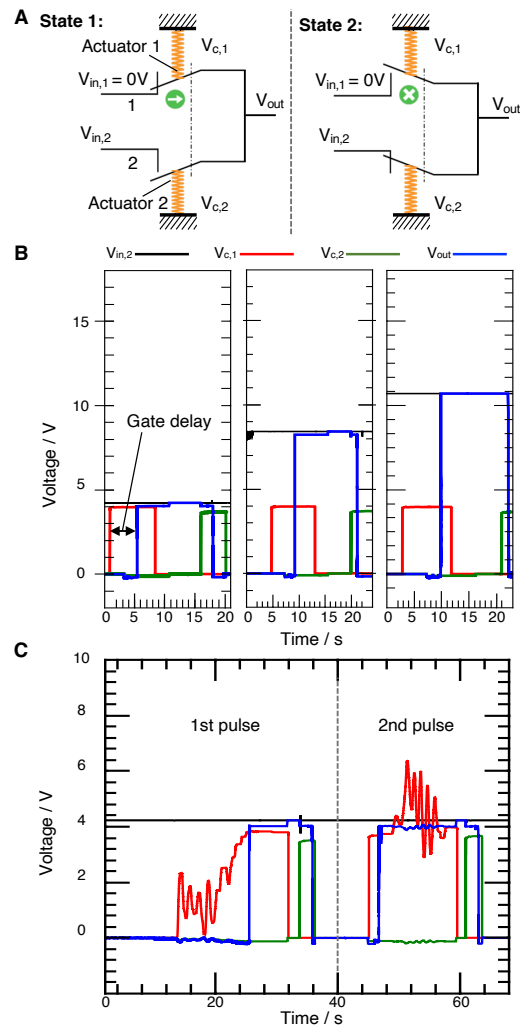 A State 1: State 2:
Actuator 1 V_c,1 V_c,1
V_in,1 = 0V V_in,1 = 0V
1
V_out V_out
V_in,2 V_in,2
2
Actuator 2 V_c,2 V_c,2
B V_in,2 V_c,1 V_c,2 V_out
15
10
Gate delay
5
0
0 5 10 15 20 0 5 10 15 20 0 5 10 15 20
Voltage / V
Time / s Time / s
C
10
1st pulse 2nd pulse
8
6
4
2
0
Voltage / V
0 20 40 60
Time / s